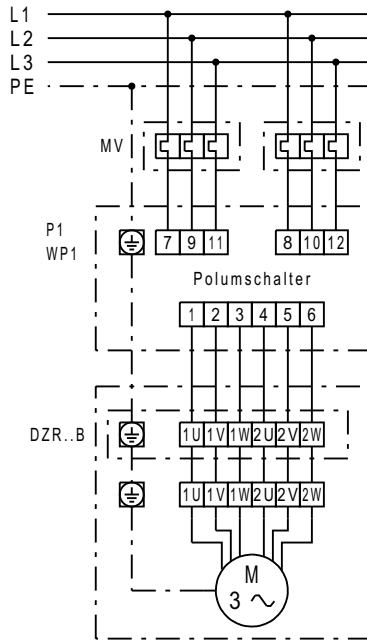 L1
L2
L3
PE
MV
P1
WP1
7 9 11 8 10 12
Polumschalter
1 2 3 4 5 6
DZR..B
1U 1V 1W 2U 2V 2W
1U 1V 1W 2U 2V 2W
M
3 ~